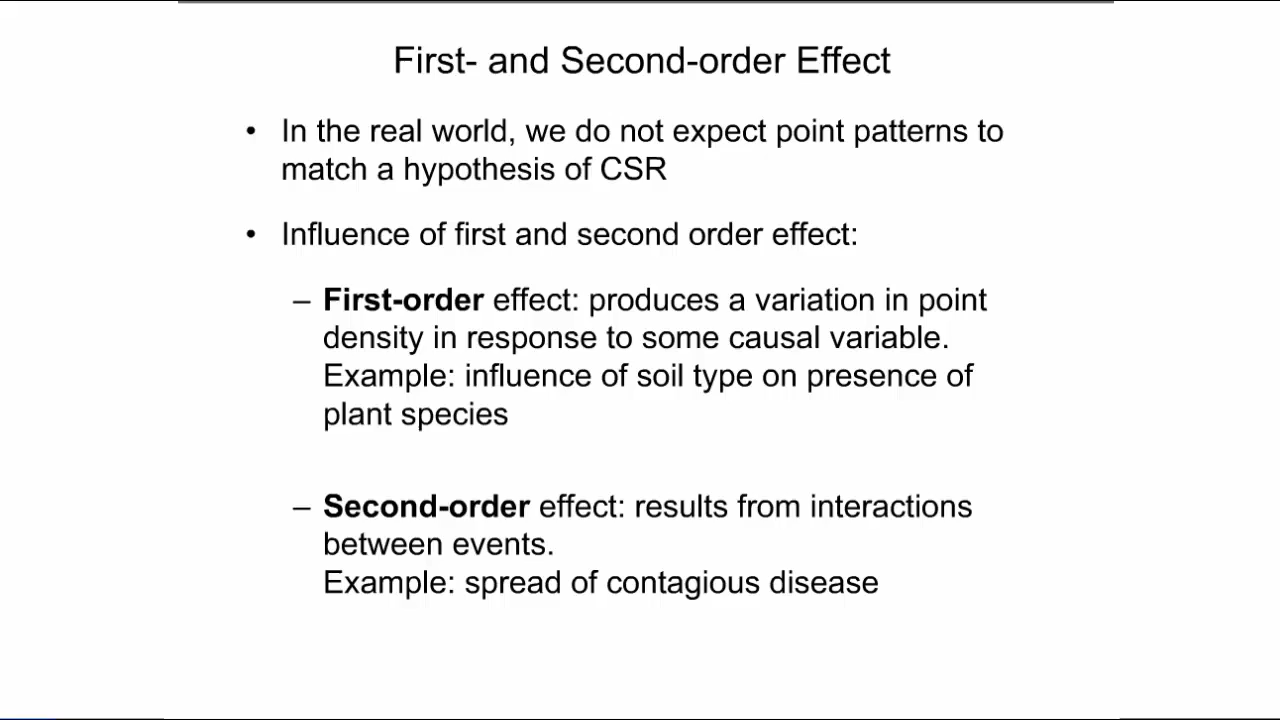 First- and Second-order Effect
• In the real world, we do not expect point patterns to
match a hypothesis of CSR
• Influence of first and second order effect:
– First-order effect: produces a variation in point
density in response to some causal variable.
Example: influence of soil type on presence of
plant species
– Second-order effect: results from interactions
between events.
Example: spread of contagious disease